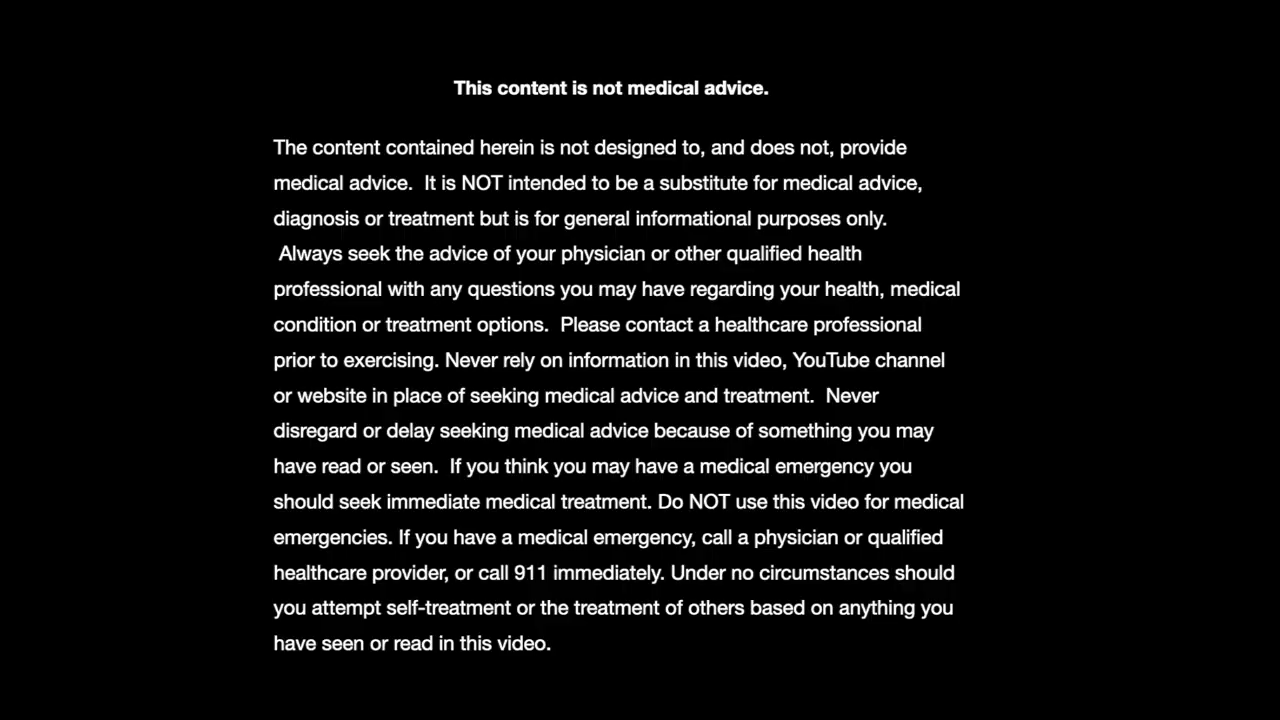 This content is not medical advice.
The content contained herein is not designed to, and does not, provide
medical advice.  It is NOT intended to be a substitute for medical advice,
diagnosis or treatment but is for general informational purposes only.
Always seek the advice of your physician or other qualified health
professional with any questions you may have regarding your health, medical
condition or treatment options.  Please contact a healthcare professional
prior to exercising. Never rely on information in this video, YouTube channel
or website in place of seeking medical advice and treatment.  Never
disregard or delay seeking medical advice because of something you may
have read or seen.  If you think you may have a medical emergency you
should seek immediate medical treatment. Do NOT use this video for medical
emergencies. If you have a medical emergency, call a physician or qualified
healthcare provider, or call 911 immediately. Under no circumstances should
you attempt self-treatment or the treatment of others based on anything you
have seen or read in this video.